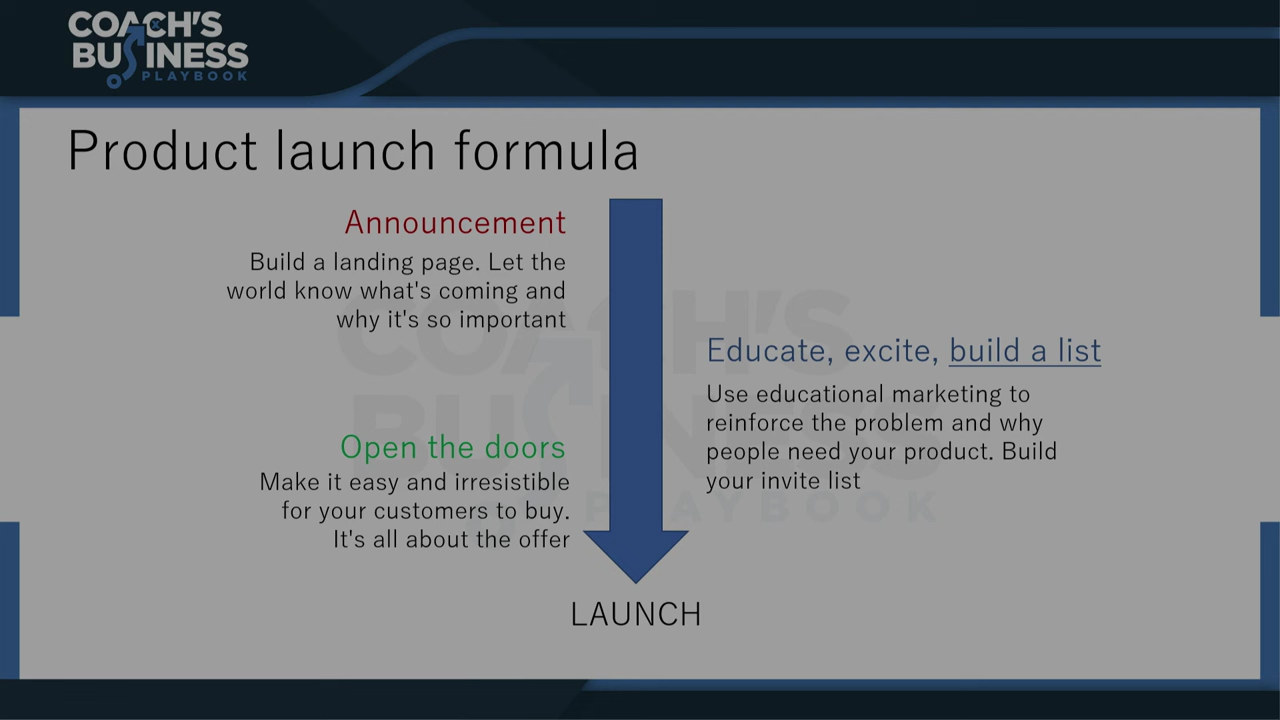 COACH'S
BUSINESS
PLAYBOOK
Product launch formula
Announcement
Build a landing page. Let the
world know what's coming and
why it's so important
Educate, excite, build a list
Use educational marketing to
reinforce the problem and why
people need your product. Build
your invite list
Open the doors
Make it easy and irresistible
for your customers to buy.
It's all about the offer
LAUNCH
COACH'S
BUSINESS
PLAYBOOK